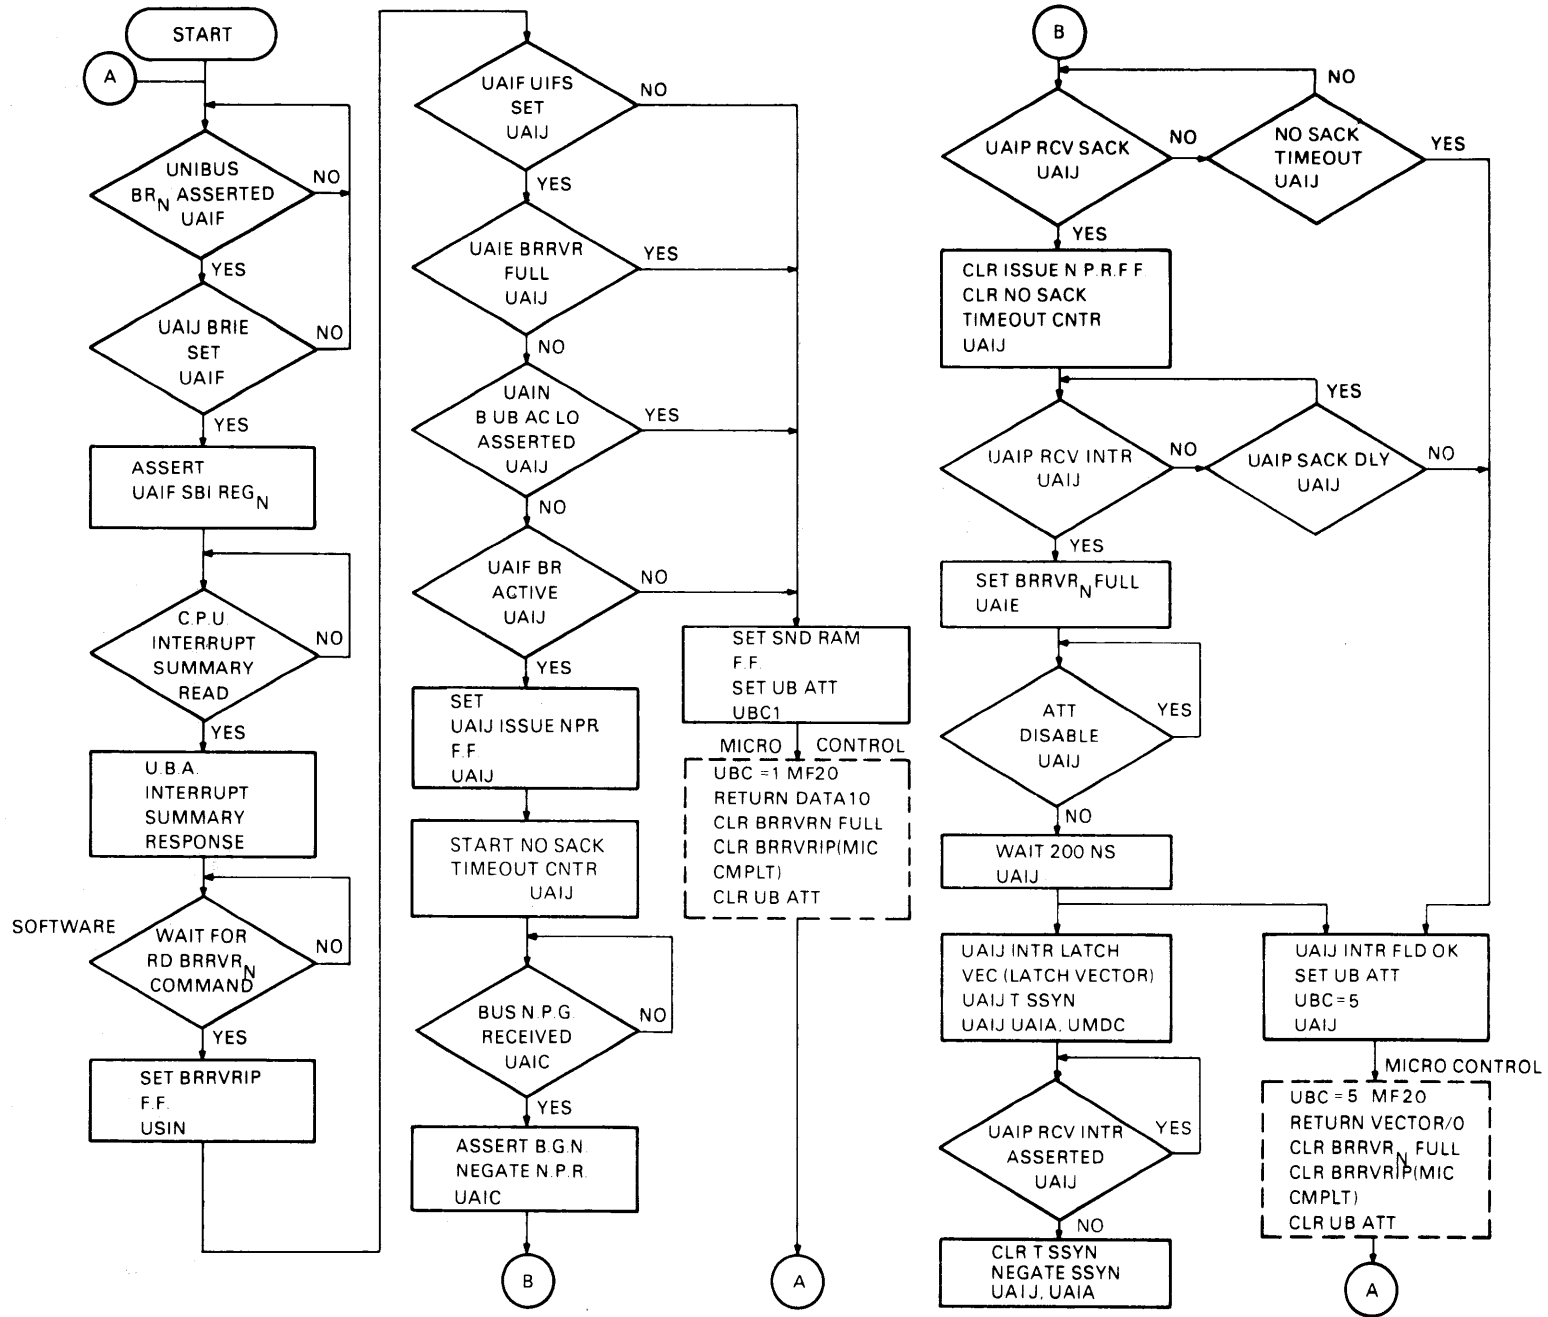 START
A
UNIBUS
BRN ASSERTED
UAIF
NO
YES
UAIJ BRIE
SET
UAIF
NO
YES
ASSERT
UAIF SBI REGN
C.P.U.
INTERRUPT
SUMMARY
READ
NO
YES
U.B.A.
INTERRUPT
SUMMARY
RESPONSE
SOFTWARE
WAIT FOR
RD BRRVRN
COMMAND
NO
YES
SET BRRVRIP
F.F.
USIN
UAIF UIFS
SET
UAIJ
NO
YES
UAIE BRRVR
FULL
UAIJ
YES
NO
UAIN
B UB AC LO
ASSERTED
UAIJ
YES
NO
UAIF BR
ACTIVE
UAIJ
NO
YES
SET
UAIJ ISSUE NPR
F.F.
UAIJ
START NO SACK
TIMEOUT CNTR
UAIJ
BUS N.P.G.
RECEIVED
UAIC
NO
YES
ASSERT B.G.N.
NEGATE N.P.R.
UAIC
B
SET SND RAM
F.F.
SET UB ATT
UBC1
MICRO CONTROL
UBC =1 MF20
RETURN DATA10
CLR BRRVRN FULL
CLR BRRVRIP(MIC
CMPLT)
CLR UB ATT
A
B
UAIP RCV SACK
UAIJ
NO
YES
NO SACK
TIMEOUT
UAIJ
NO
YES
CLR ISSUE N P.R.F F
CLR NO SACK
TIMEOUT CNTR
UAIJ
UAIP RCV INTR
UAIJ
NO
YES
UAIP SACK DLY
UAIJ
YES
NO
SET BRRVRN FULL
UAIE
ATT
DISABLE
UAIJ
YES
NO
WAIT 200 NS
UAIJ
UAIJ INTR LATCH
VEC (LATCH VECTOR)
UAIJ T SSYN
UAIJ UAIA, UMDC
UAIP RCV INTR
ASSERTED
UAIJ
YES
NO
CLR T SSYN
NEGATE SSYN
UAIJ, UAIA
UAIJ INTR FLD OK
SET UB ATT
UBC=5
UAIJ
MICRO CONTROL
UBC =5 MF20
RETURN VECTOR/0
CLR BRRVRN FULL
CLR BRRVRIP(MIC
CMPLT)
CLR UB ATT
A